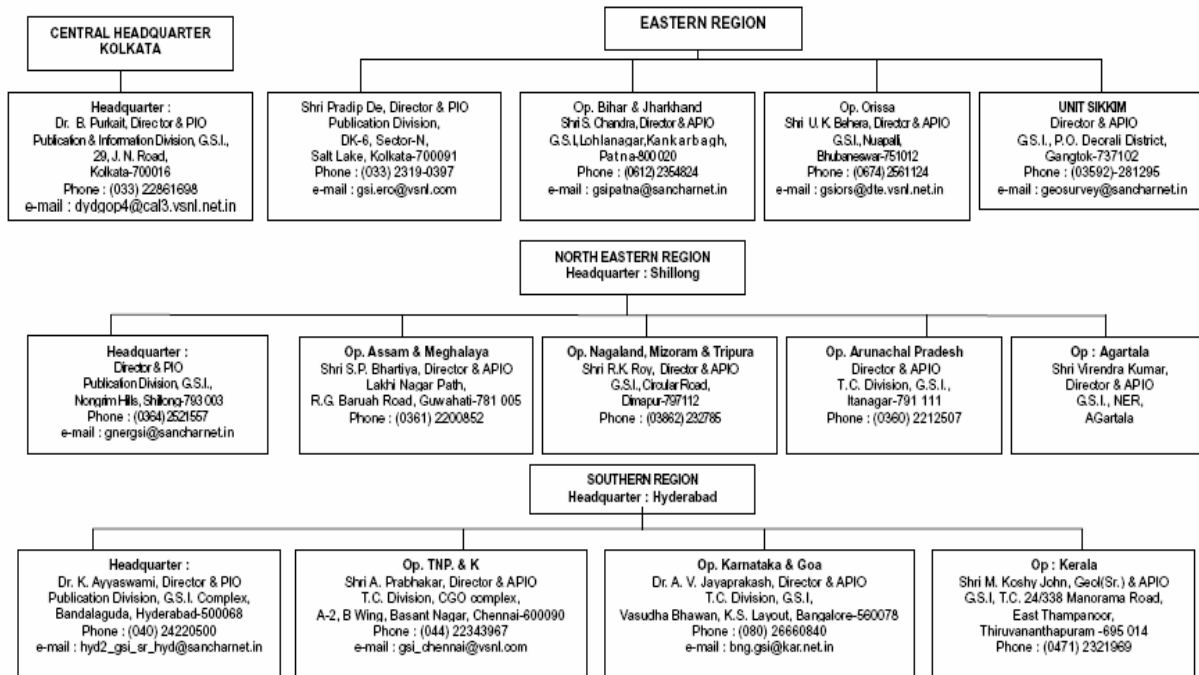 CENTRAL HEADQUARTER
KOLKATA
Headquarter :
Dr. B. Purkait, Director & PIO
Publication & Information Division, G.S.I.,
29, J. N. Road,
Kolkata-700016
Phone : (033) 22861698
e-mail : dydgop4@cal3.vsnl.net.in
EASTERN REGION
Shri Pradip De, Director & PIO
Publication Division,
DK-6, Sector-N,
Salt Lake, Kolkata-700091
Phone : (033) 2319-0397
e-mail : gsi.ero@vsnl.com
Op. Bihar & Jharkhand
Shri S. Chandra, Director & APIO
G.S.I, Lohianagar, Kankarbagh,
Patna-800 020
Phone : (0612) 2354824
e-mail : gsipatna@sancharnet.in
Op. Orissa
Shri U. K. Behera, Director & APIO
G.S.I., Nuapalli,
Bhubaneswar-751012
Phone : (0674) 2561124
e-mail : gsiors@dte.vsnl.net.in
UNIT SIKKIM
Director & APIO
G.S.I., P.O. Deorali District,
Gangtok-737102
Phone : (03592)-281295
e-mail : geosurvey@sancharnet.in
NORTH EASTERN REGION
Headquarter : Shillong
Headquarter :
Director & PIO
Publication Division, G.S.I.,
Nongrim Hills, Shillong-793 003
Phone : (0364) 2521557
e-mail : gnergsi@sancharnet.in
Op. Assam & Meghalaya
Shri S.P. Bhartiya, Director & APIO
Lakhi Nagar Path,
R.G. Baruah Road, Guwahati-781 005
Phone : (0361) 2200852
Op. Nagaland, Mizoram & Tripura
Shri R.K. Roy, Director & APIO
G.S.I., Circular Road,
Dimapur-797112
Phone : (03862) 232785
Op. Arunachal Pradesh
Director & APIO
T.C. Division, G.S.I.,
Itanagar-791 111
Phone : (0360) 2212507
Op : Agartala
Shri Virendra Kumar,
Director & APIO
G.S.I., NER,
AGartala
SOUTHERN REGION
Headquarter : Hyderabad
Headquarter :
Dr. K. Ayyaswami, Director & PIO
Publication Division, G.S.I. Complex,
Bandalaguda, Hyderabad-500068
Phone : (040) 24220500
e-mail : hyd2_gsi_sr_hyd@sancharnet.in
Op. TNP. & K
Shri A. Prabhakar, Director & APIO
T.C. Division, CGO complex,
A-2, B Wing, Basant Nagar, Chennai-600090
Phone : (044) 22343967
e-mail : gsi_chennai@vsnl.com
Op. Karnataka & Goa
Dr. A. V. Jayaprakash, Director & APIO
T.C. Division, G.S.I,
Vasudha Bhawan, K.S. Layout, Bangalore-560078
Phone : (080) 26660840
e-mail : bng.gsi@kar.net.in
Op : Kerala
Shri M. Koshy John, Geol(Sr.) & APIO
G.S.I, T.C. 24/338 Manorama Road,
East Thampanoor,
Thiruvananthapuram -695 014
Phone : (0471) 2321969